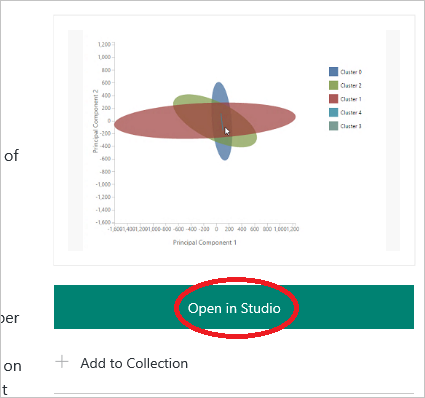 1,200
1,000
800
600
400
200
0
-200
-400
-600
-800
-1,000
-1,200
-1,400
-1,600
Principal Component 2
-1,600-1,400-1,200-1,000 -800 -600 -400 -200 0 200 400 600 800 1,000 1,200
Principal Component 1
Cluster 0
Cluster 2
Cluster 1
Cluster 4
Cluster 3
of
Open in Studio
per
Add to Collection
on
t